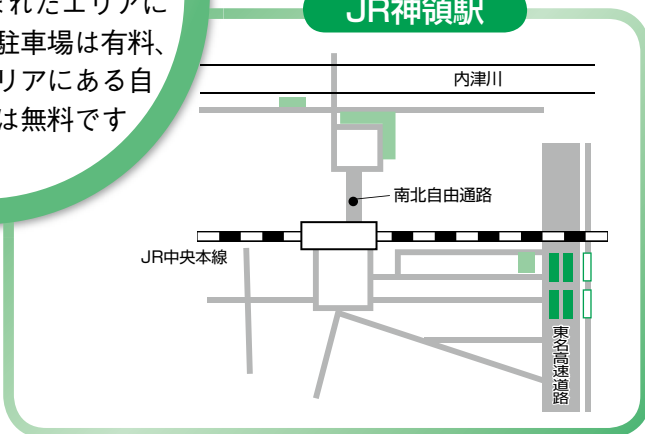 まれたエリアに
駐車場は有料、
リアにある自
は無料です
JR神領駅
内津川
南北自由通路
JR中央本線
東名高速道路